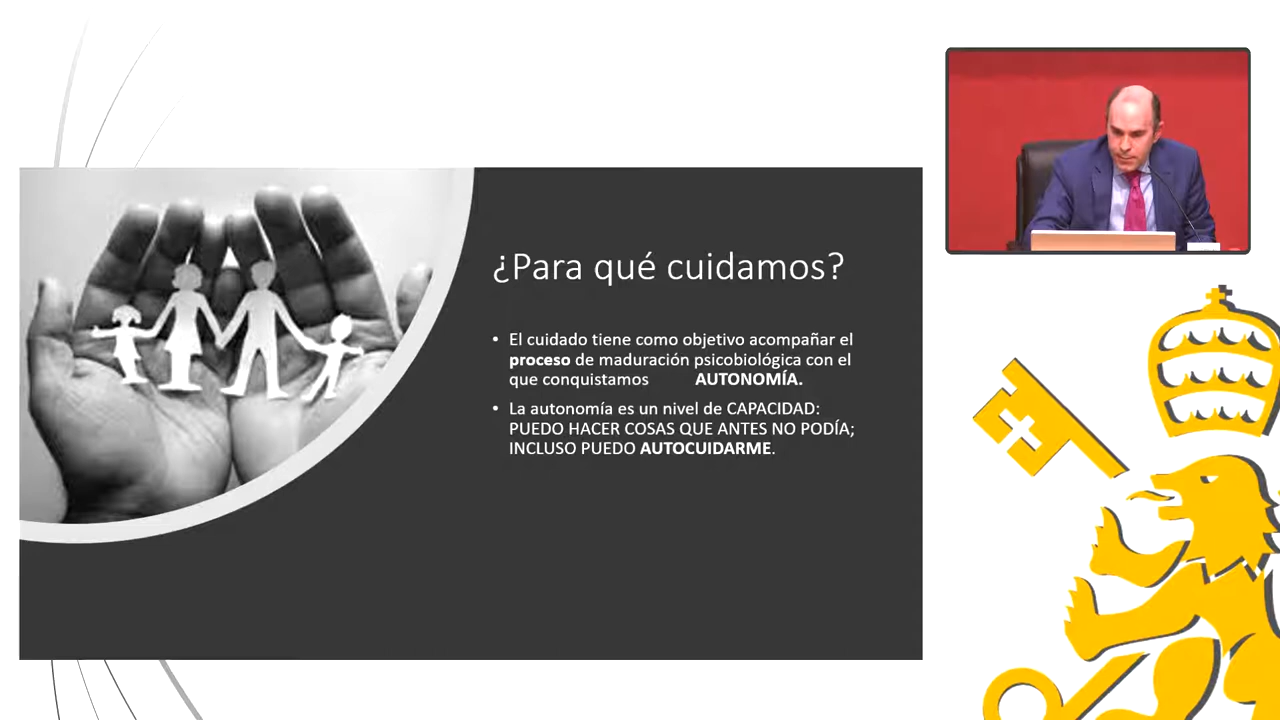 ¿Para qué cuidamos?
• El cuidado tiene como objetivo acompañar el
proceso de maduración psicobiológica con el
que conquistamos AUTONOMÍA.
• La autonomía es un nivel de CAPACIDAD:
PUEDO HACER COSAS QUE ANTES NO PODÍA;
INCLUSO PUEDO AUTOCUIDARME.